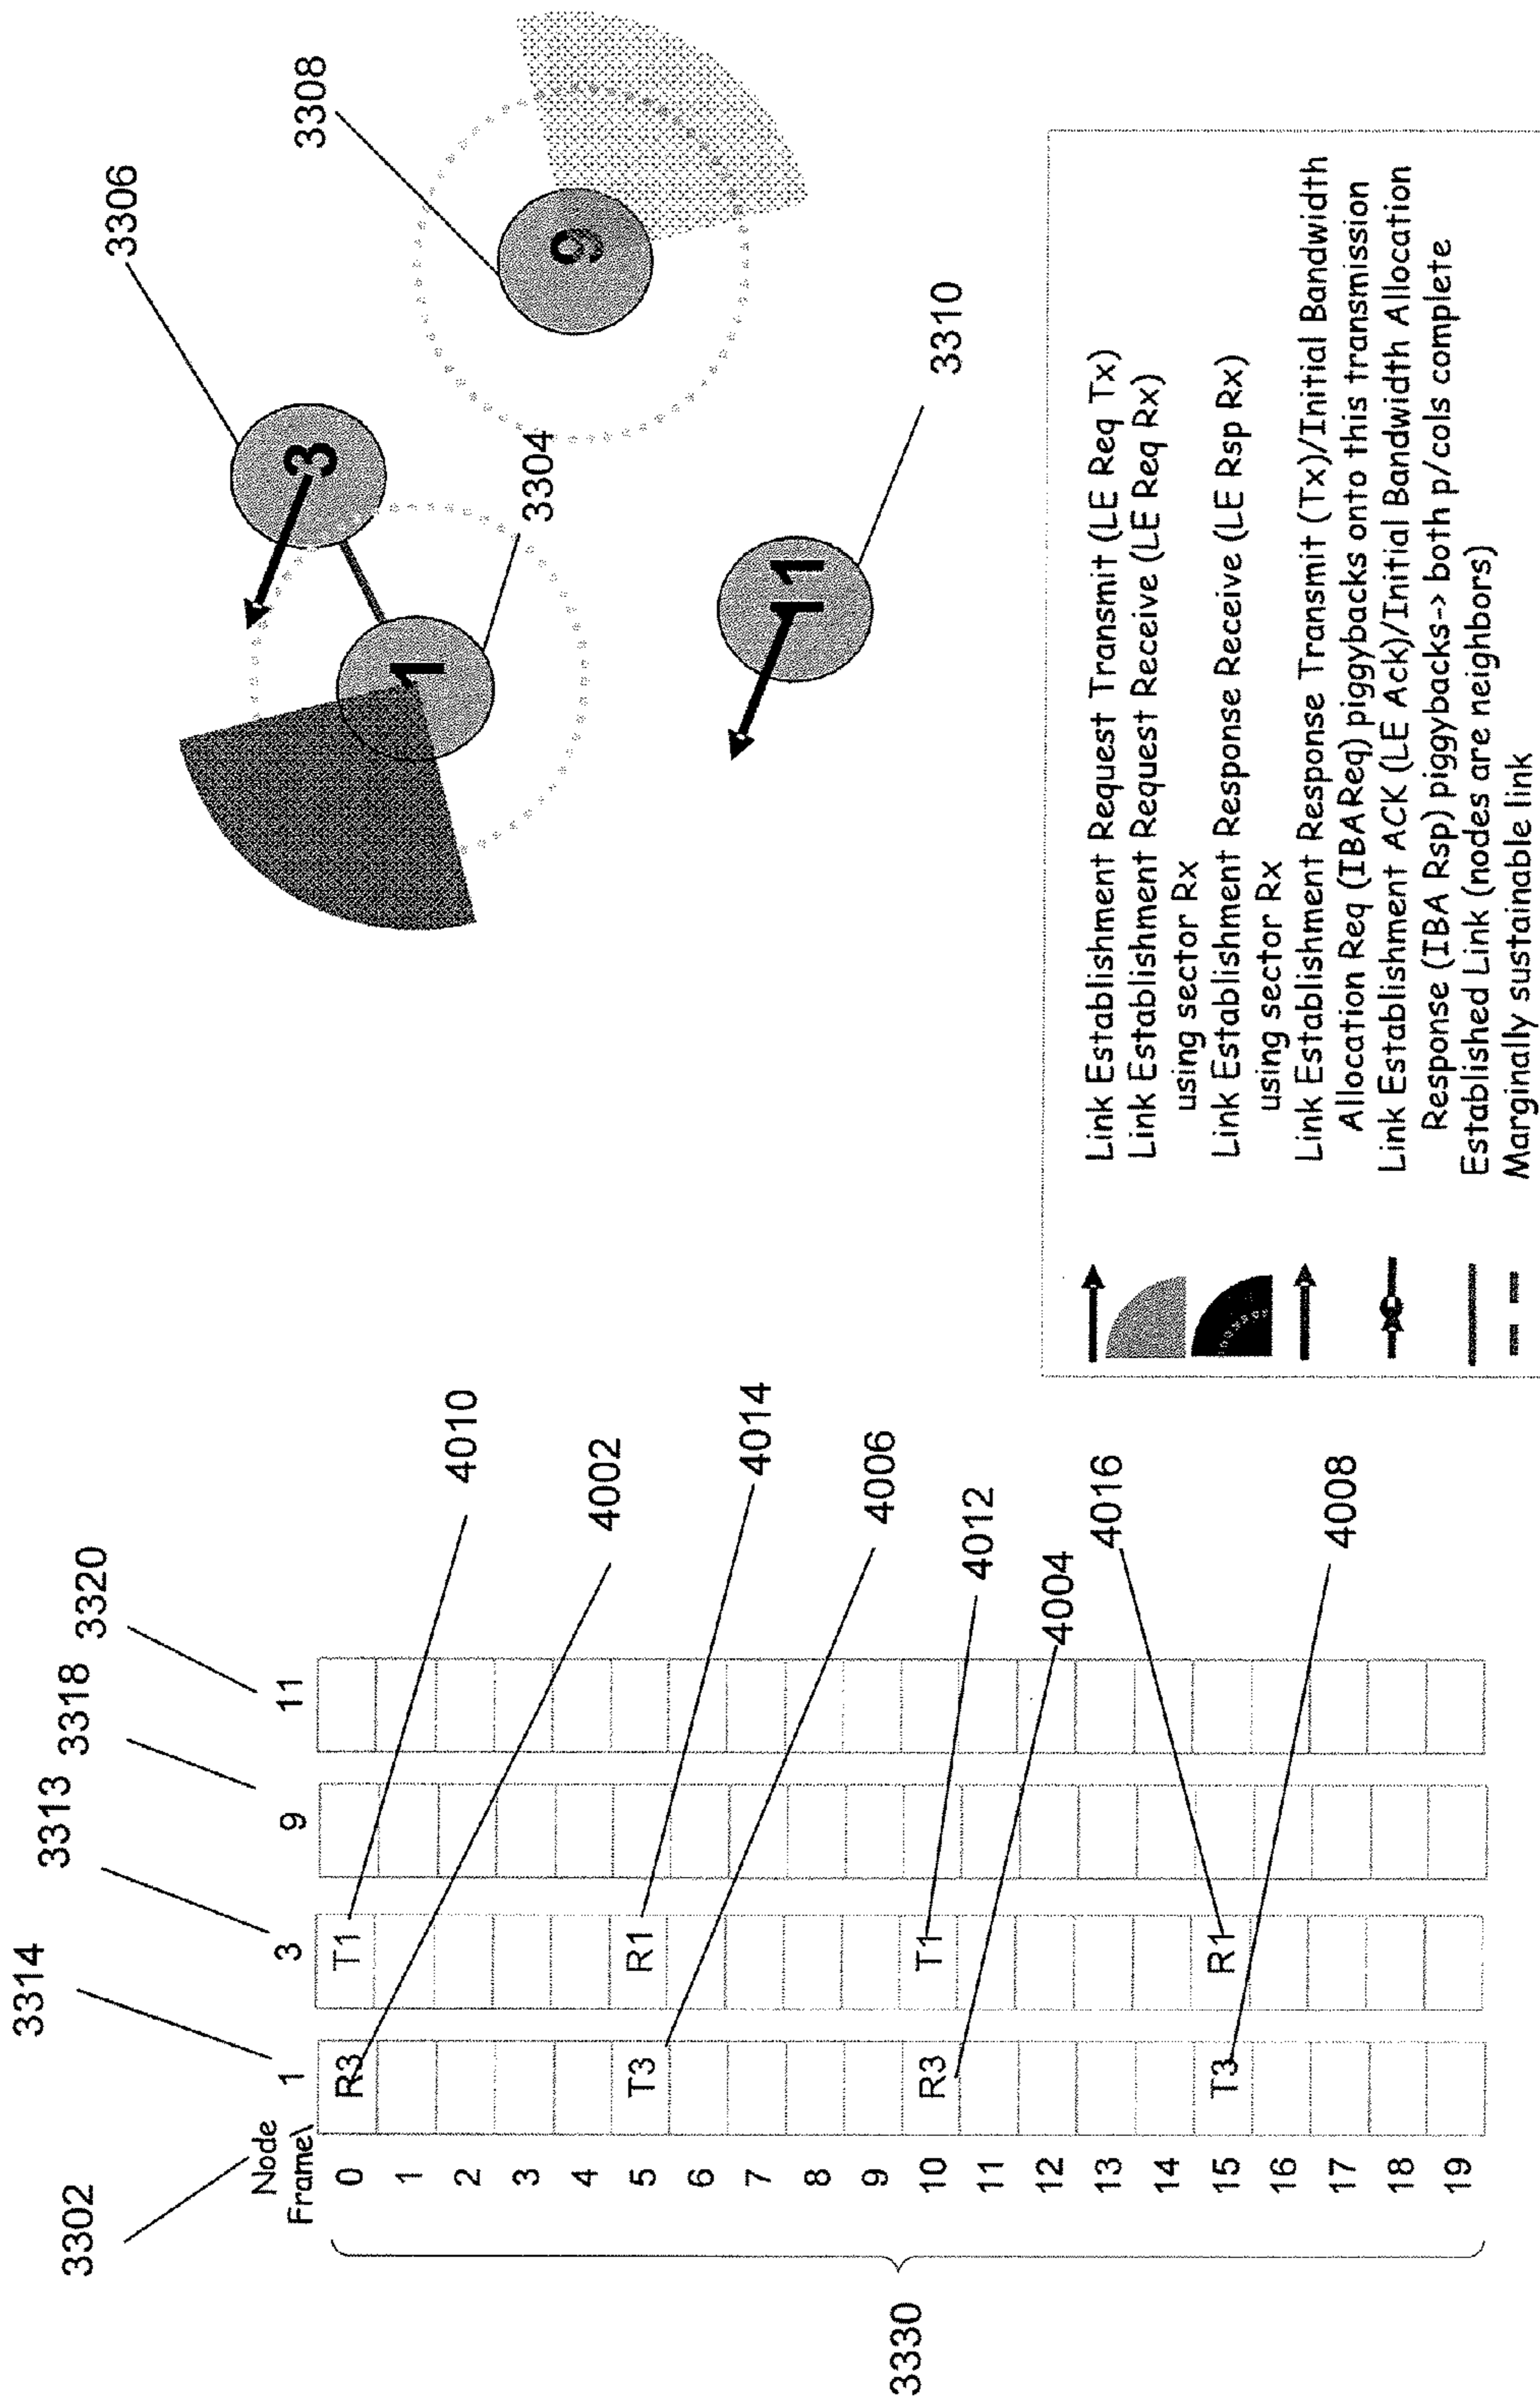 3302
3314
3313
3318
3320
Node
Frame\
1
3
9
11
0
R3
T1
1
2
3
4
5
T3
R1
6
7
8
9
10
R3
T1
11
12
13
14
15
T3
R1
16
17
18
19
3330
4010
4002
4014
4006
4012
4004
4016
4008
3306
3308
3
1
9
3304
11
3310
Link Establishment Request Transmit (LE Req Tx)
Link Establishment Request Receive (LE Req Rx)
using sector Rx
Link Establishment Response Receive (LE Rsp Rx)
using sector Rx
Link Establishment Response Transmit (Tx)/Initial Bandwidth
Allocation Req (IBAReq) piggybacks onto this transmission
Link Establishment ACK (LE Ack)/Initial Bandwidth Allocation
Response (IBA Rsp) piggybacks-> both p/cols complete
Established Link (nodes are neighbors)
Marginally sustainable link